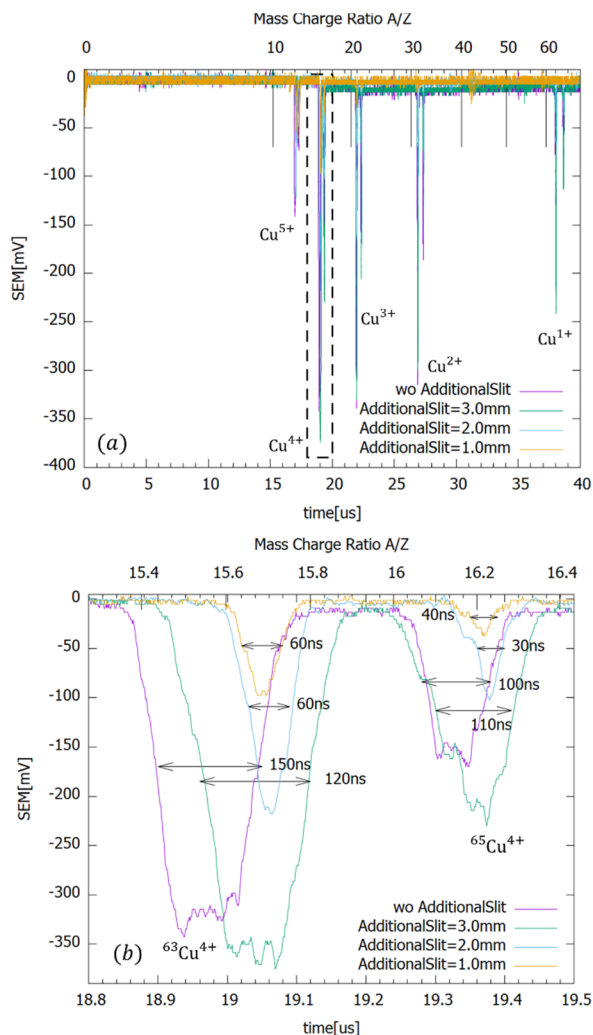 Mass Charge Ratio A/Z
0 10 20 30 40 50 60
0
-50
-100
-150
-200
-250
-300
-350
-400
SEM[mV]
Cu5+
Cu4+
Cu3+
Cu2+
Cu1+
wo AdditionalSlit
AdditionalSlit=3.0mm
AdditionalSlit=2.0mm
AdditionalSlit=1.0mm
(a)
0 5 10 15 20 25 30 35 40
time[us]
Mass Charge Ratio A/Z
15.4 15.6 15.8 16 16.2 16.4
0
-50
-100
-150
-200
-250
-300
-350
SEM[mV]
60ns
60ns
150ns
120ns
40ns
30ns
100ns
110ns
63Cu4+
65Cu4+
wo AdditionalSlit
AdditionalSlit=3.0mm
AdditionalSlit=2.0mm
AdditionalSlit=1.0mm
(b)
18.8 18.9 19 19.1 19.2 19.3 19.4 19.5
time[us]